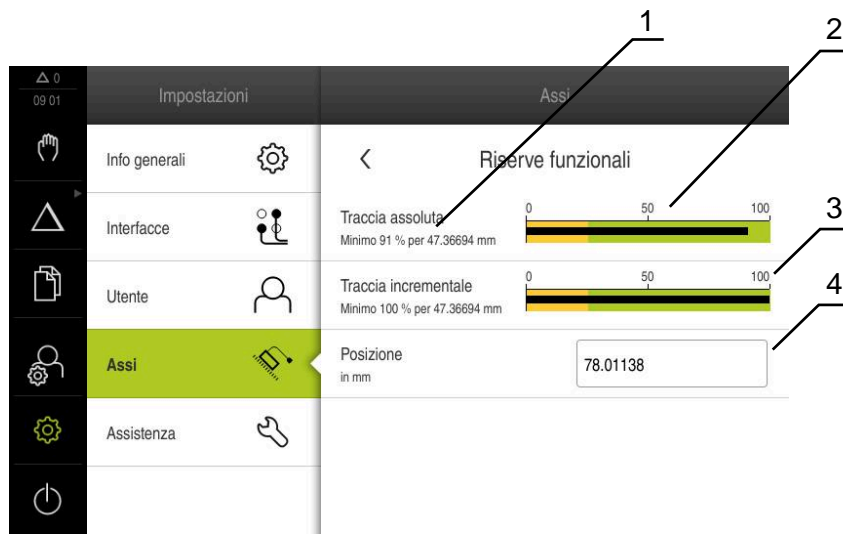 1
2
△ 0
09 01
Impostazioni
Assi
Info generali
Riserve funzionali
Interfacce
Traccia assoluta
Minimo 91 % per 47.36694 mm
0 50 100
3
Utente
Traccia incrementale
Minimo 100 % per 47.36694 mm
0 50 100
4
Assi
Posizione
in mm
78.01138
Assistenza